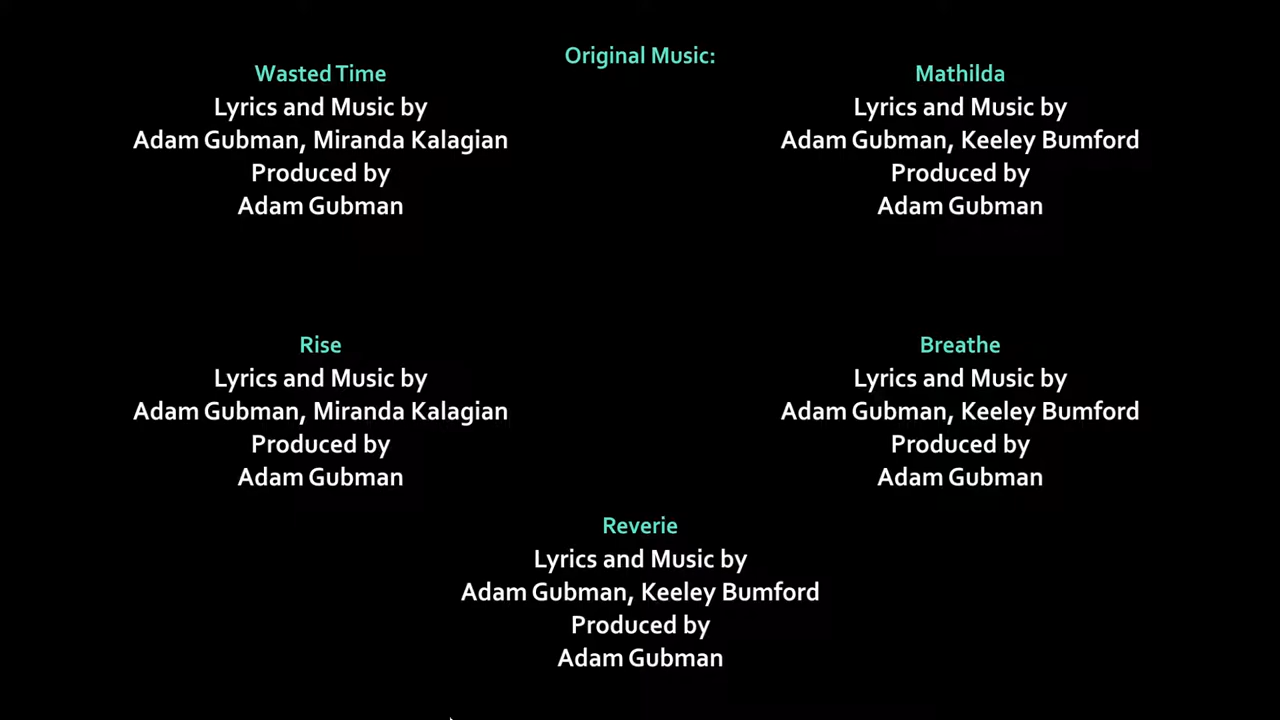 Original Music:
Wasted Time
Lyrics and Music by
Adam Gubman, Miranda Kalagian
Produced by
Adam Gubman
Mathilda
Lyrics and Music by
Adam Gubman, Keeley Bumford
Produced by
Adam Gubman
Rise
Lyrics and Music by
Adam Gubman, Miranda Kalagian
Produced by
Adam Gubman
Breathe
Lyrics and Music by
Adam Gubman, Keeley Bumford
Produced by
Adam Gubman
Reverie
Lyrics and Music by
Adam Gubman, Keeley Bumford
Produced by
Adam Gubman